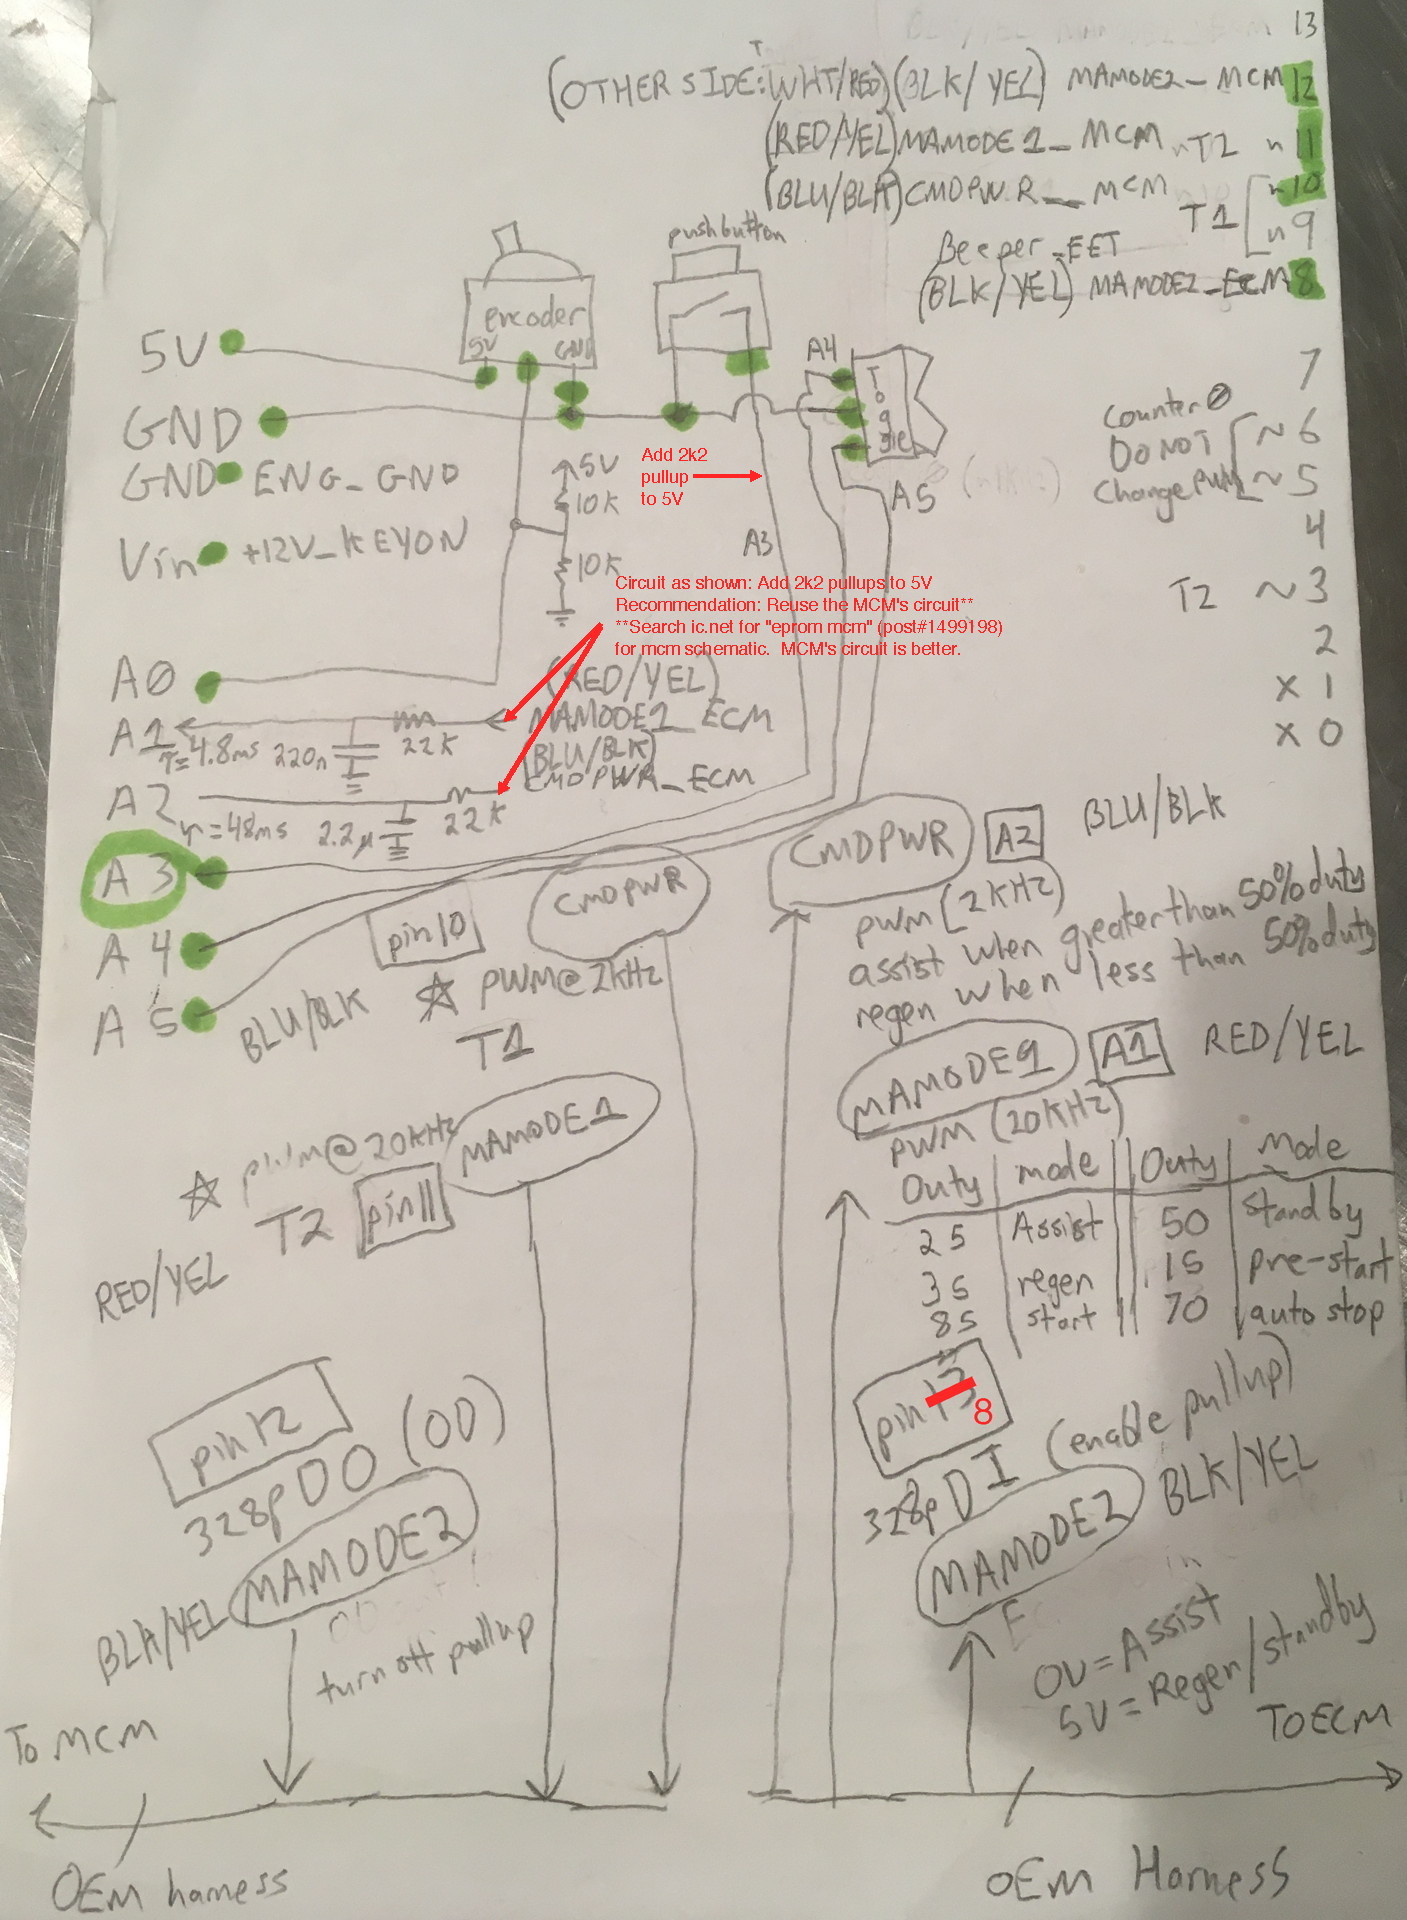 13
(OTHER SIDE: WHT/RED)(BLK/YEL) MAMODE2_MCM 12
(RED/YEL)MAMODE1_MCM "T2 " 11
(BLU/BLK)CMDPWR_MCM "10
T1 "9
Beeper_EET
(BLK/YEL) MAMODE2_ECM 8
pushbutton
encoder
5V GND
5V
GND
GND ENG_GND
Vin +12V_KEYON
A4
Toggle
A5
A3
7
Counter 0
DO NOT
Change PWM
~ 6
~ 5
4
T2 ~ 3
2
X 1
X 0
Add 2k2
pullup
to 5V
5V
10K
10K
Circuit as shown: Add 2k2 pullups to 5V
Recommendation: Reuse the MCM's circuit**
**Search ic.net for "eprom mcm" (post#1499198)
for mcm schematic. MCM's circuit is better.
A0
(RED/YEL)
A1 MAMODE1_ECM
τ=4.8ms 220n 22K
(BLU/BLK)
A2 CMDPWR_ECM
τ=48ms 2.2μ 22K
A3
A4
A5
CMDPWR
pin10
BLU/BLK
☆ PWM@2KHz
T1
CMDPWR A2 BLU/BLK
PWM (2KHz)
assist when greater than 50% duty
regen when less than 50% duty
MAMODE1 A1 RED/YEL
PWM (20KHz)
Duty mode Duty Mode
25 Assist 50 standby
35 regen 15 pre-start
85 start 70 auto stop
☆ PWM@20KHz MAMODE1
T2 pin11
RED/YEL
pin12
328p DO (OD)
MAMODE2
BLK/YEL
turn off pullup
pin13
8
328p DI (enable pullup)
MAMODE2 BLK/YEL
0V=Assist
5V=Regen/standby
To MCM
TO ECM
OEM harness
OEM Harness